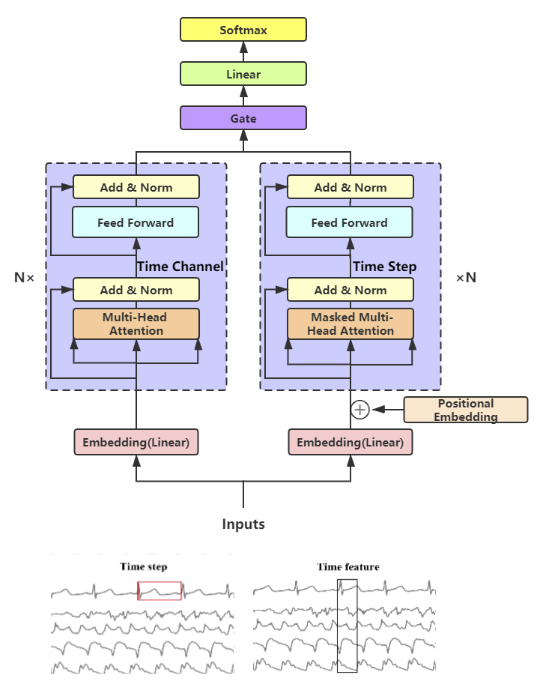 Softmax
Linear
Gate
Add & Norm
Feed Forward
Time Channel
Add & Norm
Multi-Head
Attention
N×
Embedding(Linear)
Add & Norm
Feed Forward
Time Step
Add & Norm
Masked Multi-
Head Attention
×N
Positional
Embedding
Embedding(Linear)
Inputs
Time step
Time feature